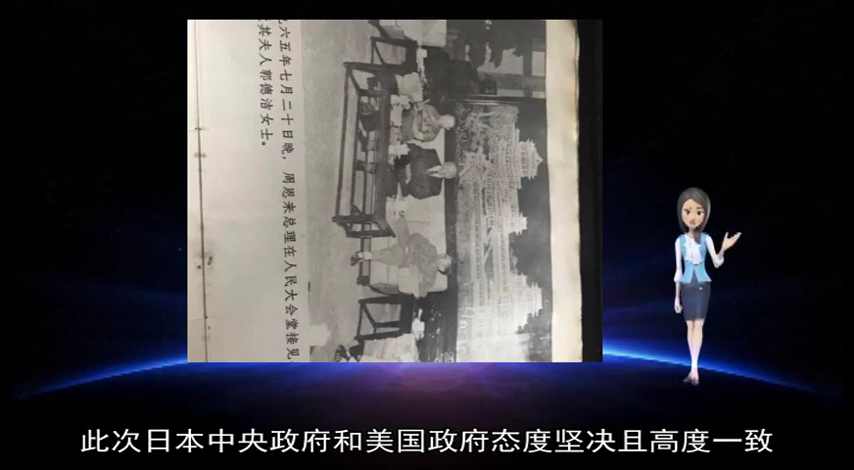 九六五年七月二十日晚，周恩来总理在人民大会堂接见
其夫人郭德洁女士。
此次日本中央政府和美国政府态度坚决且高度一致